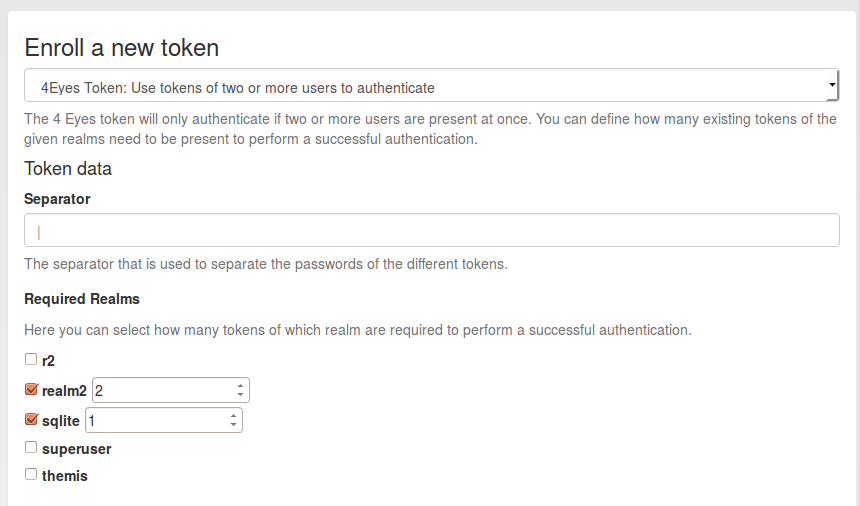 Enroll a new token
4Eyes Token: Use tokens of two or more users to authenticate
The 4 Eyes token will only authenticate if two or more users are present at once. You can define how many existing tokens of the
given realms need to be present to perform a successful authentication.
Token data
Separator
|
The separator that is used to separate the passwords of the different tokens.
Required Realms
Here you can select how many tokens of which realm are required to perform a successful authentication.
r2
realm2 2
sqlite 1
superuser
themis